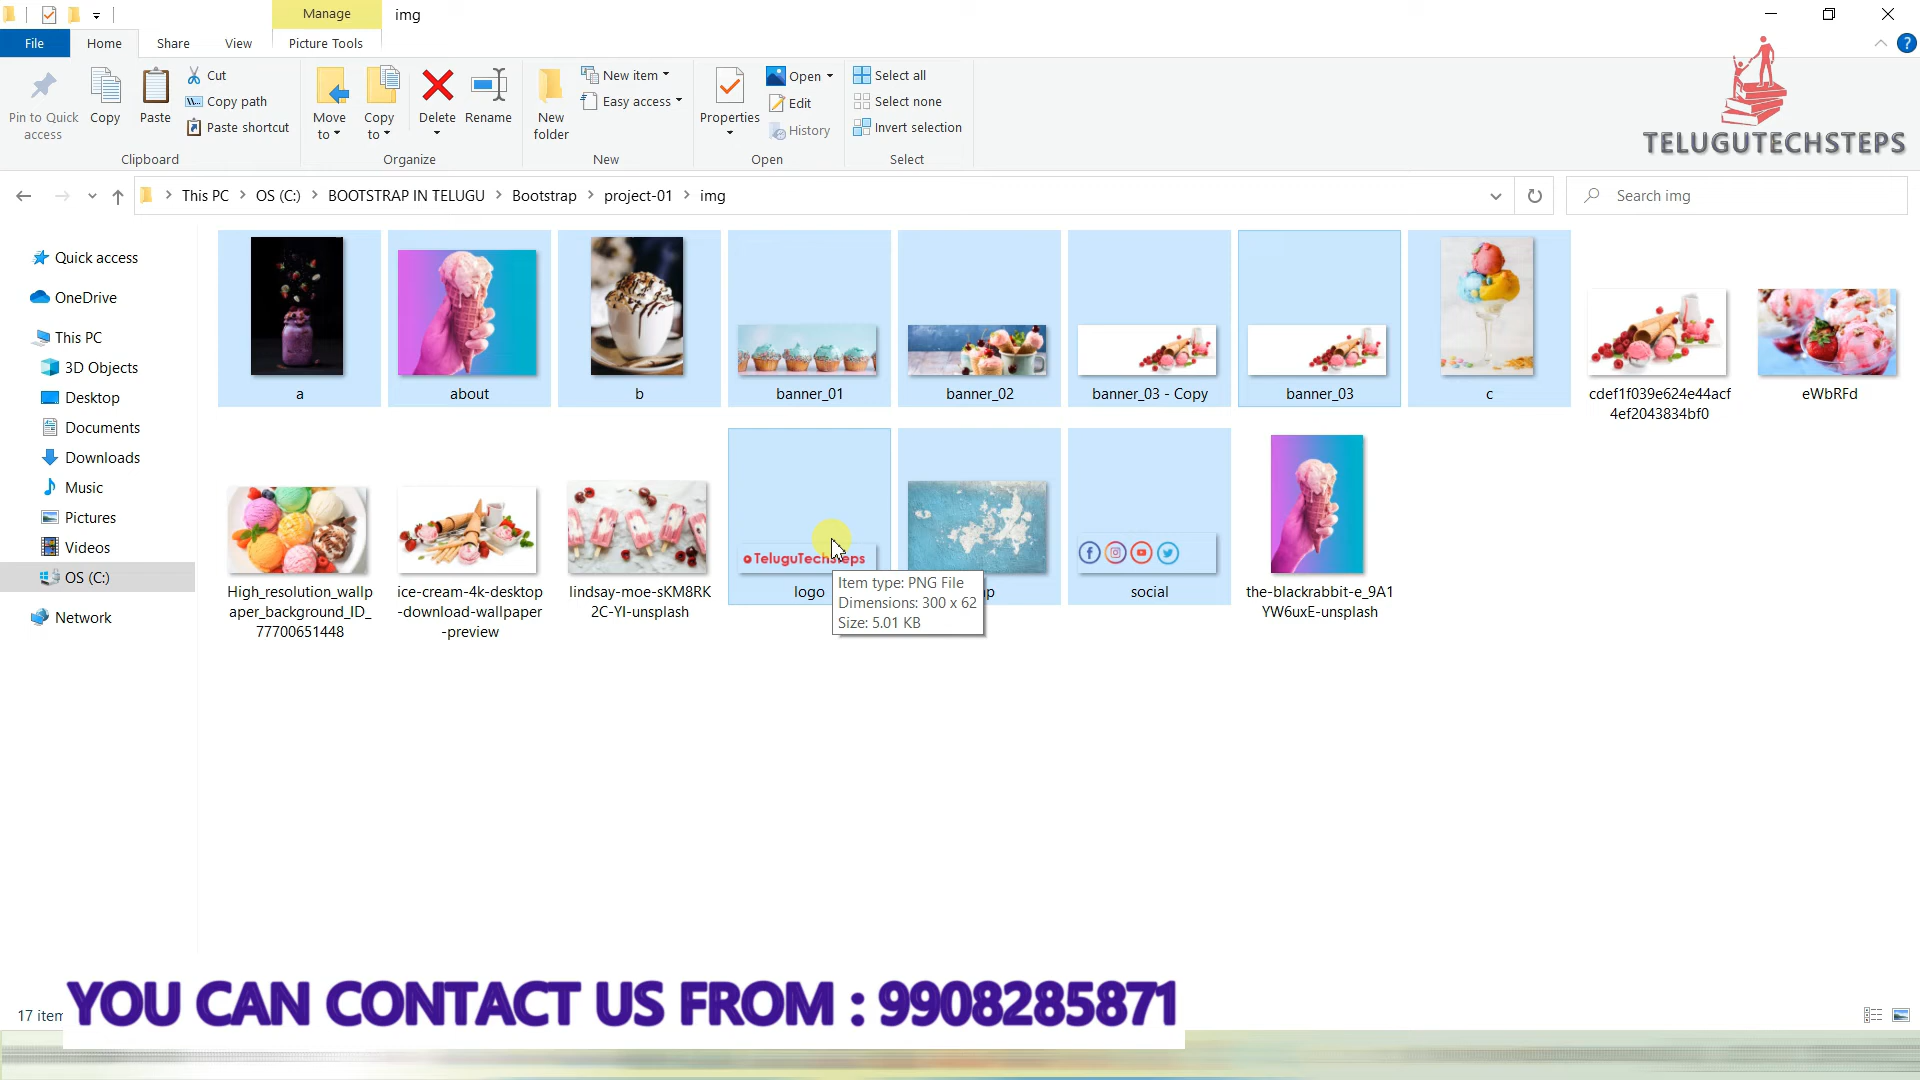 Manage
img
File
Home
Share
View
Picture Tools
Pin to Quick access
Copy
Paste
Cut
Copy path
Paste shortcut
Clipboard
Move to
Copy to
Delete
Rename
Organize
New folder
New item
Easy access
New
Properties
Open
Edit
History
Open
Select all
Select none
Invert selection
Select
TELUGUTECHSTEPS
This PC
OS (C:)
BOOTSTRAP IN TELUGU
Bootstrap
project-01
img
Search img
Quick access
OneDrive
This PC
3D Objects
Desktop
Documents
Downloads
Music
Pictures
Videos
OS (C:)
Network
a
about
b
banner_01
banner_02
banner_03 - Copy
banner_03
c
cdef1f039e624e44acf
4ef2043834bf0
eWbRFd
High_resolution_wallp
aper_background_ID_
77700651448
ice-cream-4k-desktop
-download-wallpaper
-preview
lindsay-moe-sKM8RK
2C-YI-unsplash
TeluguTechsteps
logo
Item type: PNG File
Dimensions: 300 x 62
Size: 5.01 KB
social
the-blackrabbit-e_9A1
YW6uxE-unsplash
YOU CAN CONTACT US FROM : 9908285871
17 item